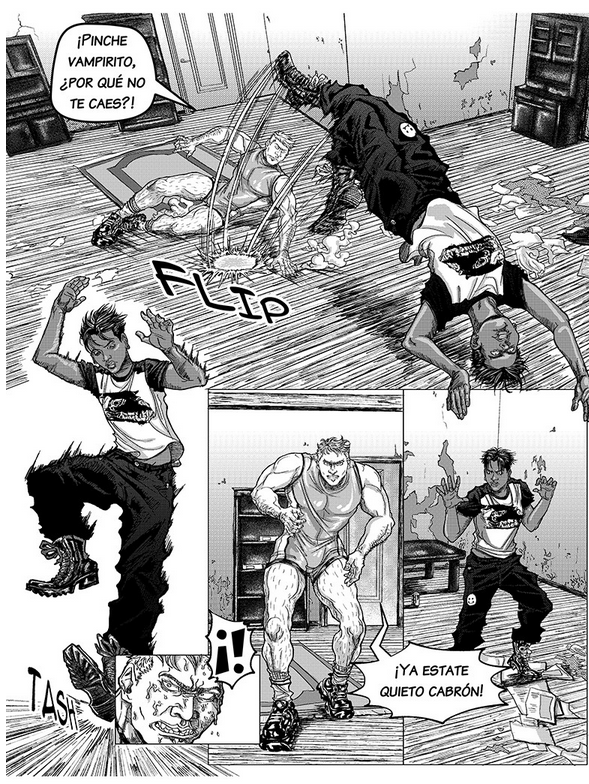 ¡PINCHE
VAMPIRITO,
¿POR QUÉ NO
TE CAES?!
FLIP
TASH
¡!
¡YA ESTATE
QUIETO CABRÓN!